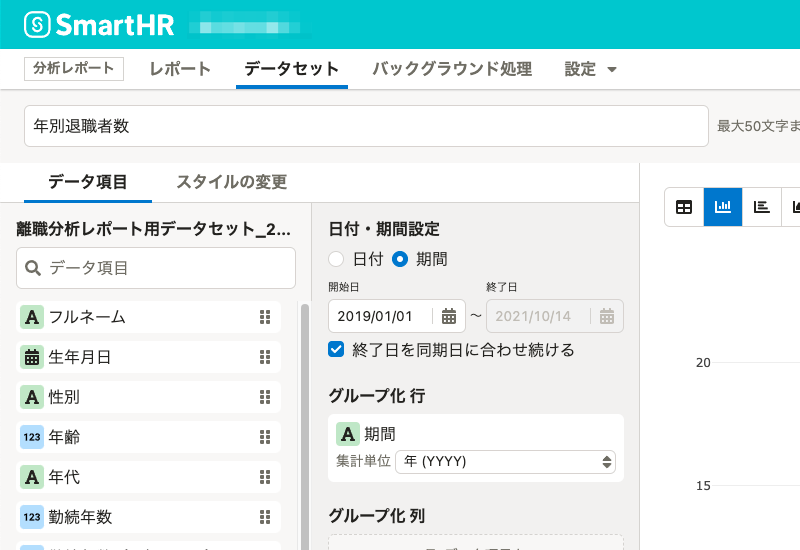 SmartHR
分析レポート レポート データセット バックグラウンド処理 設定
年別退職者数
最大50文字ま
データ項目 スタイルの変更
離職分析レポート用データセット_2...
データ項目
A フルネーム
生年月日
A 性別
123 年齢
A 年代
123 勤続年数
日付・期間設定
日付 期間
開始日 終了日
2019/01/01 ～ 2021/10/14
終了日を同期日に合わせ続ける
グループ化 行
A 期間
集計単位 年 (YYYY)
グループ化 列
20
15